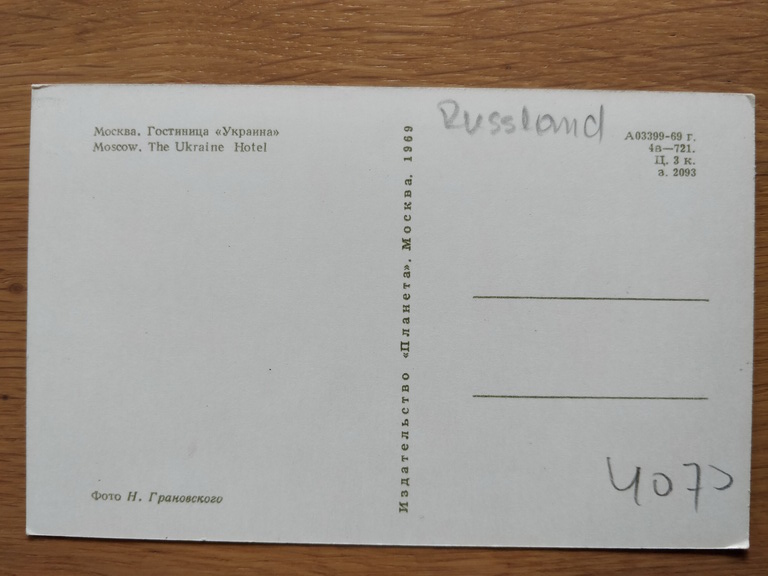 Москва. Гостиница «Украина»
Moscow. The Ukraine Hotel
Фото Н. Грановского
Издательство «Планета». Москва. 1969
Russland
А03399-69 г.
4в—721.
Ц. 3 к.
з. 2093